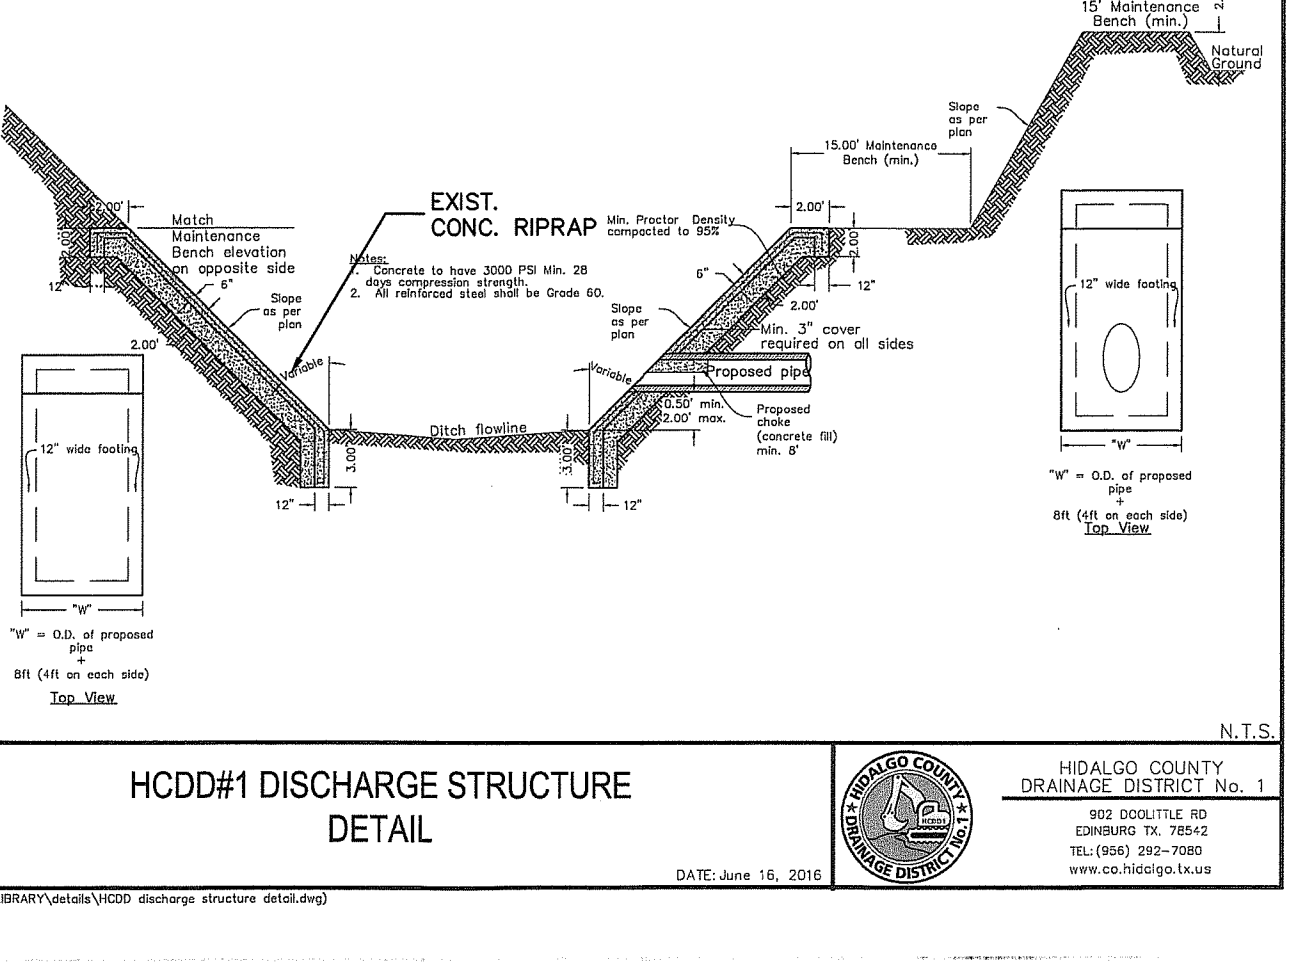 15' Maintenance
Bench (min.)
2.
Natural
Ground
Slope
as per
plan
15.00' Maintenance
Bench (min.)
2.00'
Match
Maintenance
Bench elevation
on opposite side
2.00'
12"
6"
Slope
as per
plan
2.00'
Variable
EXIST.
CONC. RIPRAP
Notes:
1. Concrete to have 3000 PSI Min. 28
days compression strength.
2. All reinforced steel shall be Grade 60.
Min. Proctor Density
compacted to 95%
2.00'
2.00'
6"
12"
2.00'
Slope
as per
plan
Min. 3" cover
required on all sides
Variable
Proposed pipe
0.50' min.
2.00' max.
Proposed
choke
(concrete fill)
min. 8'
Ditch flowline
3.00'
3.00'
12"
12"
12" wide footing
"W"
"W" = O.D. of proposed
pipe
+
8ft (4ft on each side)
Top View
12" wide footing
"W"
"W" = O.D. of proposed
pipe
+
8ft (4ft on each side)
Top View
N.T.S.
HCDD#1 DISCHARGE STRUCTURE
DETAIL
DATE: June 16, 2016
HIDALGO COUNTY
DRAINAGE DISTRICT No.1
HCDD1
HIDALGO COUNTY
DRAINAGE DISTRICT No. 1
902 DOOLITTLE RD
EDINBURG TX. 78542
TEL:(956) 292-7080
www.co.hidalgo.tx.us
IBRARY\details\HCDD discharge structure detail.dwg)